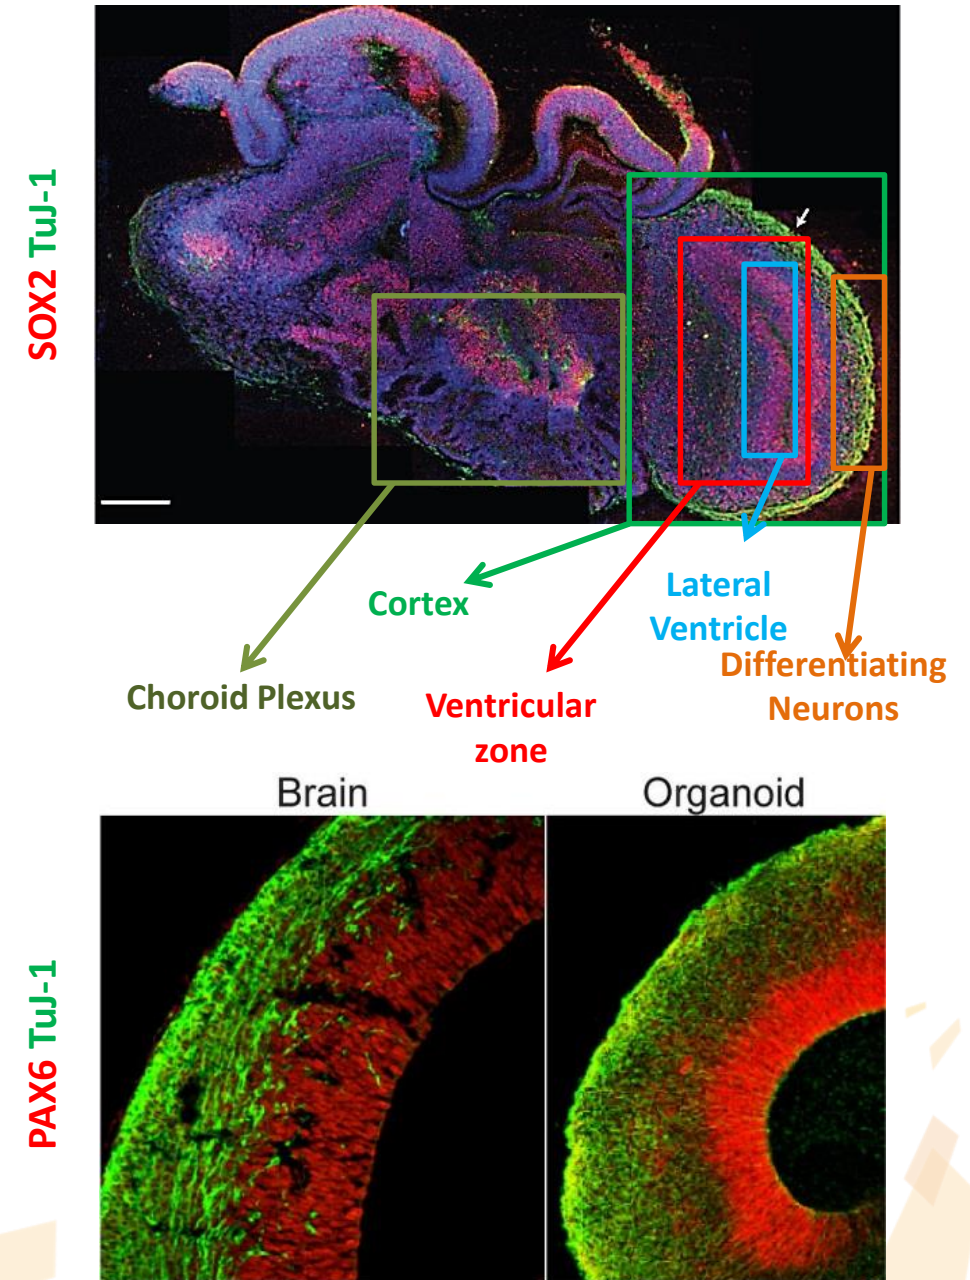 SOX2 TuJ-1
Cortex
Lateral
Ventricle
Differentiating
Neurons
Choroid Plexus
Ventricular
zone
Brain
Organoid
PAX6 TuJ-1